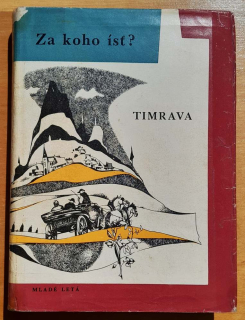 Za koho ísť?
TIMRAVA
MLADÉ LETÁ